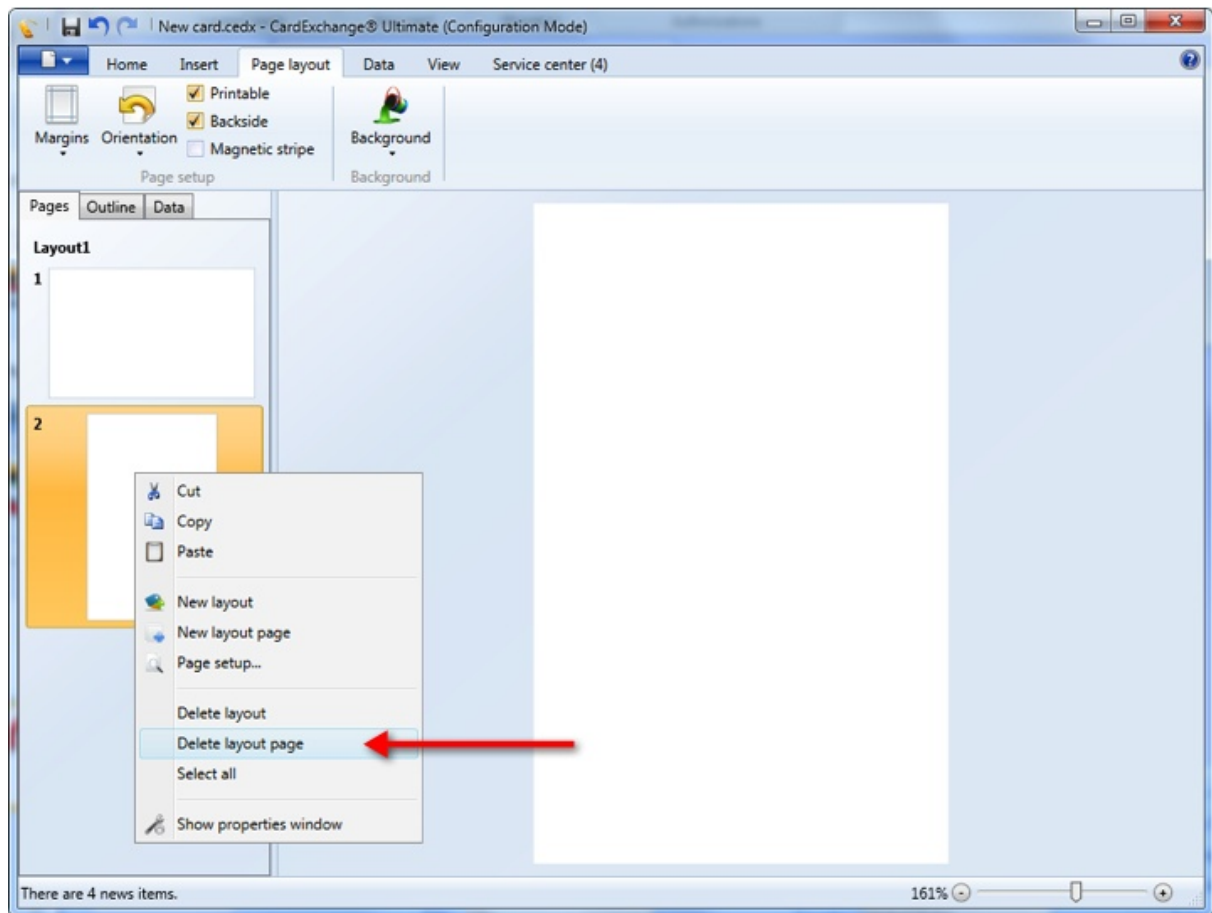 New card.cedx - CardExchange® Ultimate (Configuration Mode)
Home Insert Page layout Data View Service center (4)
Margins
Orientation
Printable
Backside
Magnetic stripe
Page setup
Background
Background
Pages Outline Data
Layout1
1
2
Cut
Copy
Paste
New layout
New layout page
Page setup...
Delete layout
Delete layout page
Select all
Show properties window
There are 4 news items.
161%